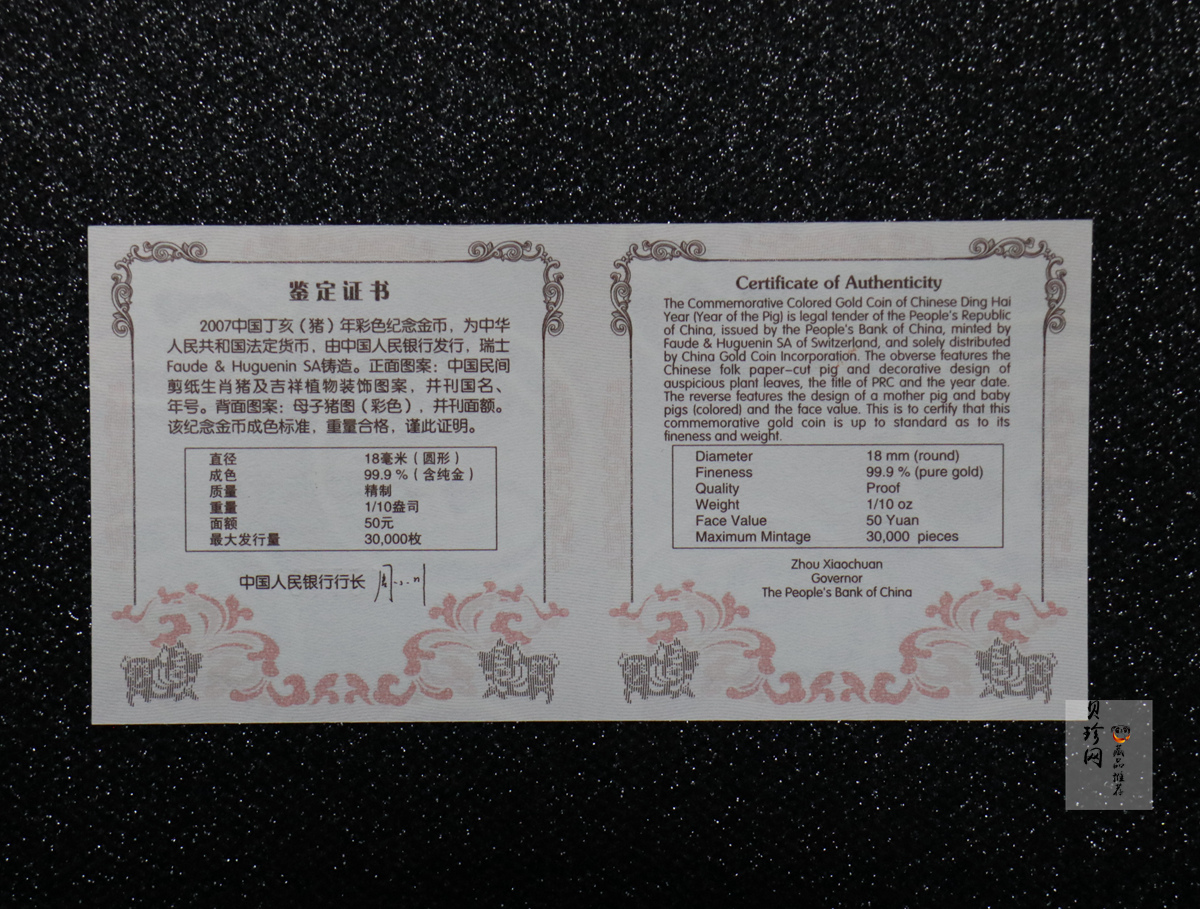 鉴定证书
2007中国丁亥（猪）年彩色纪念金币，为中华
人民共和国法定货币，由中国人民银行发行，瑞士
Faude & Huguenin SA铸造。正面图案：中国民间
剪纸生肖猪及吉祥植物装饰图案，并刊国名、
年号。背面图案：母子猪图（彩色），并刊面额。
该纪念金币成色标准，重量合格，谨此证明。
直径 18毫米（圆形）
成色 99.9％（含纯金）
质量 精制
重量 1/10盎司
面额 50元
最大发行量 30,000枚
中国人民银行行长 周小川
Certificate of Authenticity
The Commemorative Colored Gold Coin of Chinese Ding Hai
Year (Year of the Pig) is legal tender of the People's Republic
of China, issued by the People's Bank of China, minted by
Faude & Huguenin SA of Switzerland, and solely distributed
by China Gold Coin Incorporation. The obverse features the
Chinese folk paper-cut pig and decorative design of
auspicious plant leaves, the title of PRC and the year date.
The reverse features the design of a mother pig and baby
pigs (colored) and the face value. This is to certify that this
commemorative gold coin is up to standard as to its
fineness and weight.
Diameter 18 mm (round)
Fineness 99.9 % (pure gold)
Quality Proof
Weight 1/10 oz
Face Value 50 Yuan
Maximum Mintage 30,000 pieces
Zhou Xiaochuan
Governor
The People's Bank of China
贝珍网
藏品推荐